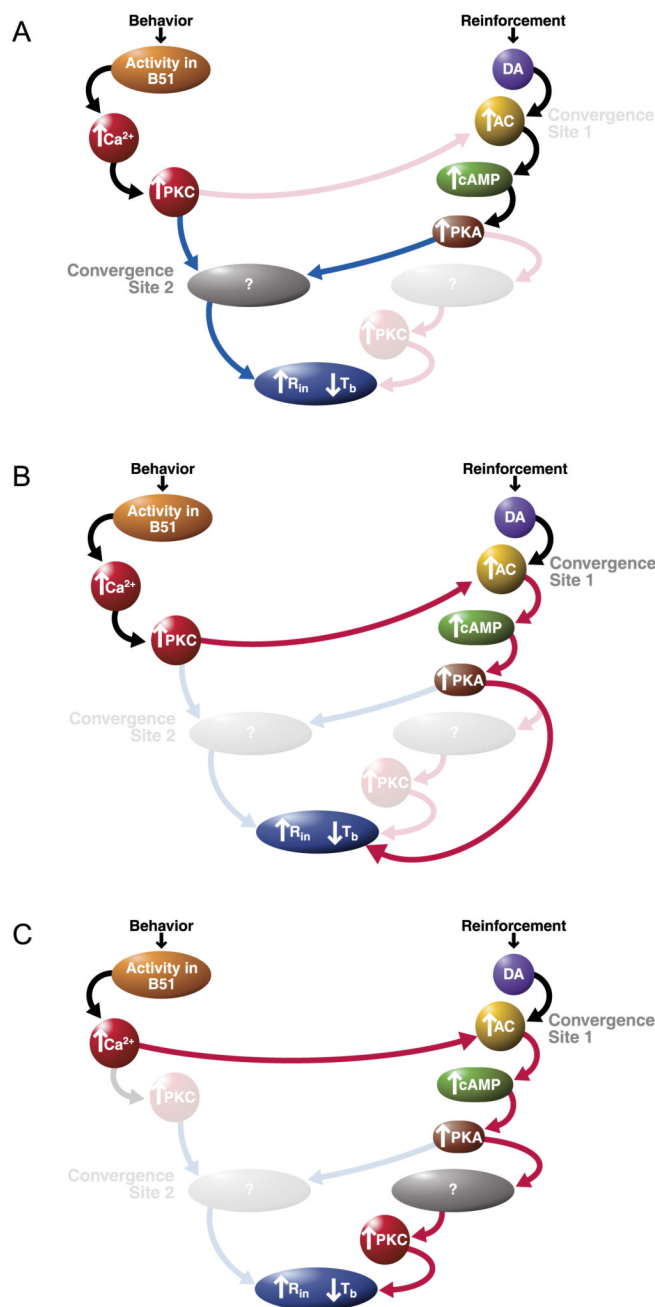 A
Behavior
Reinforcement
Activity in
B51
DA
Ca2+
AC
Convergence
Site 1
PKC
cAMP
PKA
Convergence
Site 2
?
?
PKC
Rin Tb
B
Behavior
Reinforcement
Activity in
B51
DA
Ca2+
AC
Convergence
Site 1
PKC
cAMP
PKA
Convergence
Site 2
?
?
PKC
Rin Tb
C
Behavior
Reinforcement
Activity in
B51
DA
Ca2+
AC
Convergence
Site 1
PKC
cAMP
PKA
Convergence
Site 2
?
?
PKC
Rin Tb